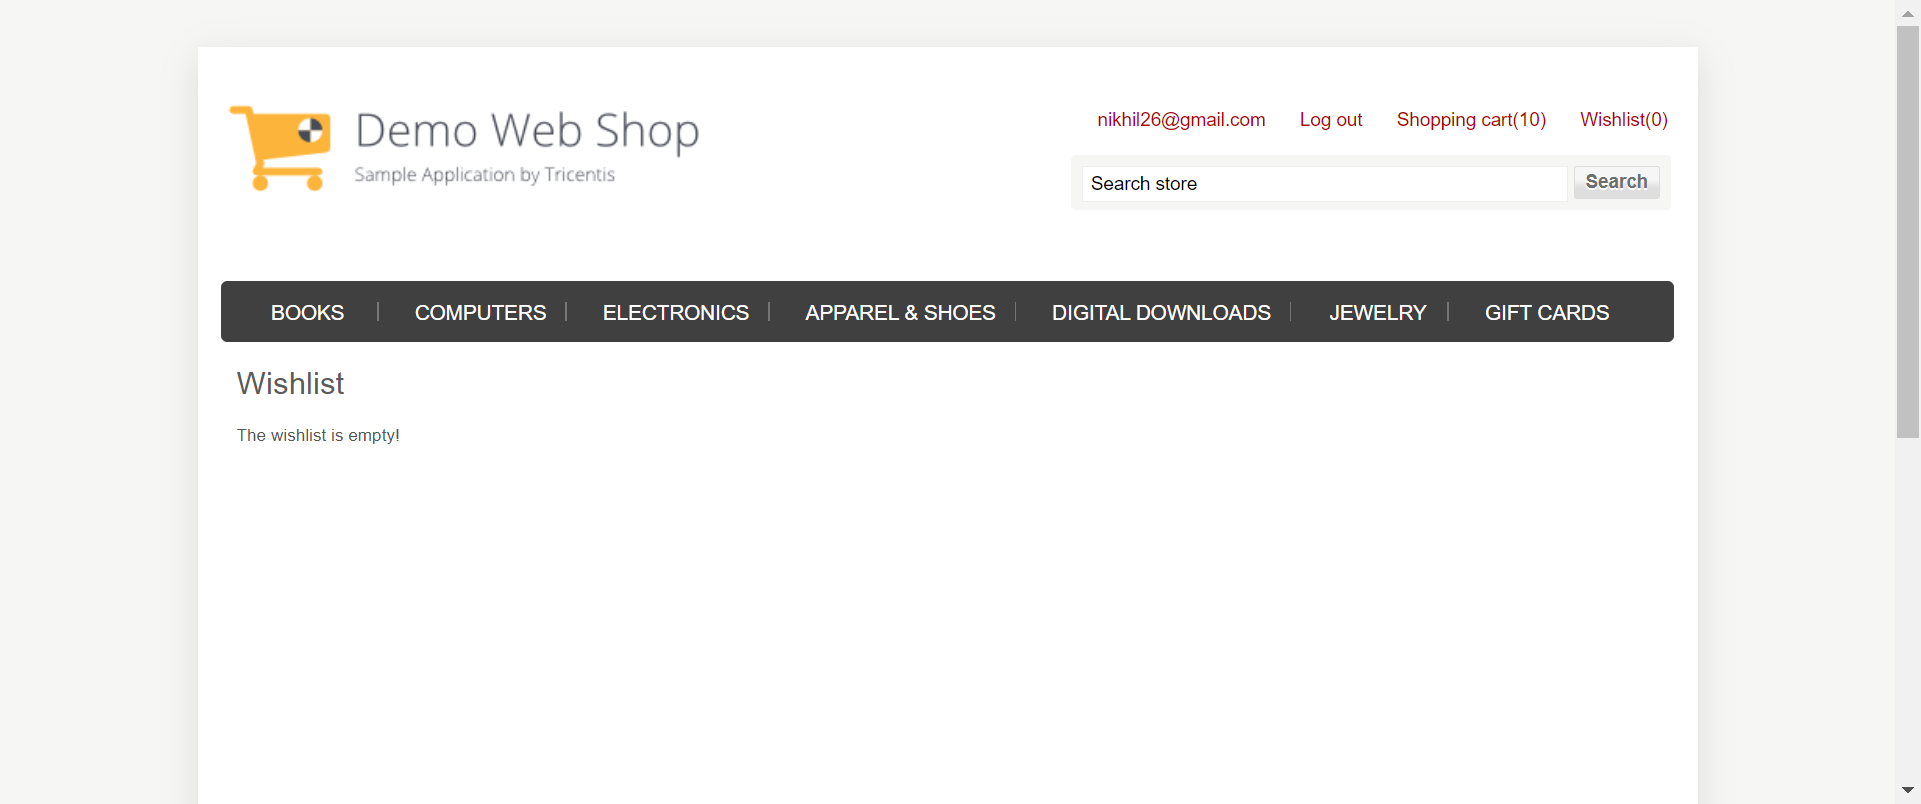 Demo Web Shop
Sample Application by Tricentis
nikhil26@gmail.com Log out Shopping cart(10) Wishlist(0)
Search store Search
BOOKS COMPUTERS ELECTRONICS APPAREL & SHOES DIGITAL DOWNLOADS JEWELRY GIFT CARDS
Wishlist
The wishlist is empty!